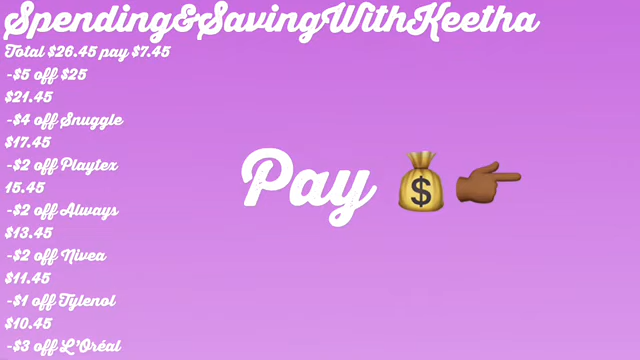 Spending&SavingWithKeetha
Total $26.45 pay $7.45
-$5 off $25
$21.45
-$4 off Snuggle
$17.45
-$2 off Playtex
15.45
-$2 off Always
$13.45
-$2 off Nivea
$11.45
-$1 off Tylenol
$10.45
-$3 off L'Oréal
Pay